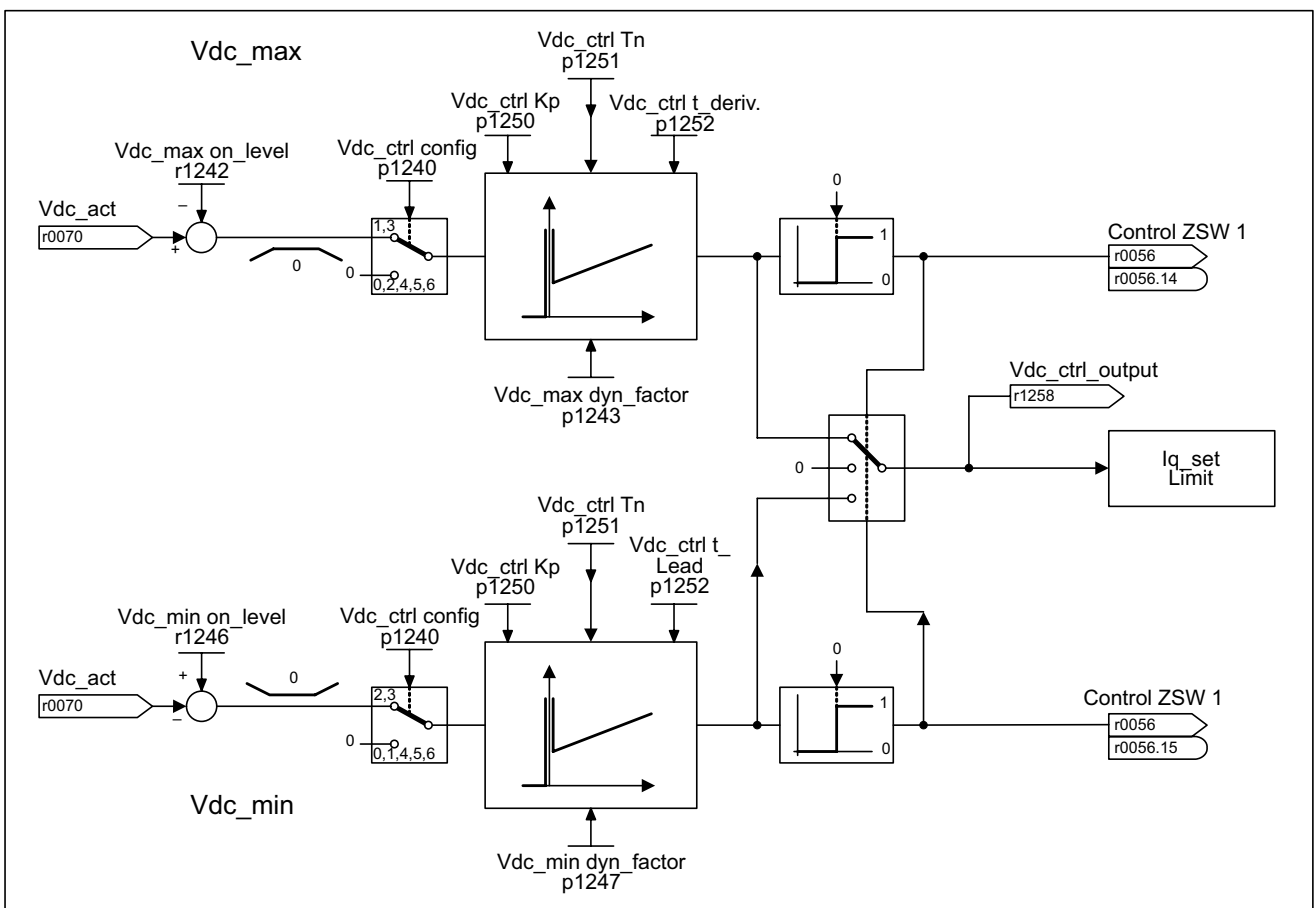 Vdc_max
Vdc_ctrl Tn
p1251
Vdc_ctrl Kp
p1250
Vdc_ctrl t_deriv.
p1252
Vdc_max on_level
r1242
Vdc_ctrl config
p1240
Vdc_act
r0070
–
+
0
1,3
0
0,2,4,5,6
0
1
0
Control ZSW 1
r0056
r0056.14
Vdc_max dyn_factor
p1243
Vdc_ctrl_output
r1258
0
Iq_set
Limit
Vdc_ctrl Tn
p1251
Vdc_ctrl Kp
p1250
Vdc_ctrl t_
Lead
p1252
Vdc_min on_level
r1246
Vdc_ctrl config
p1240
Vdc_act
r0070
+
–
0
2,3
0
0,1,4,5,6
0
1
0
Control ZSW 1
r0056
r0056.15
Vdc_min
Vdc_min dyn_factor
p1247